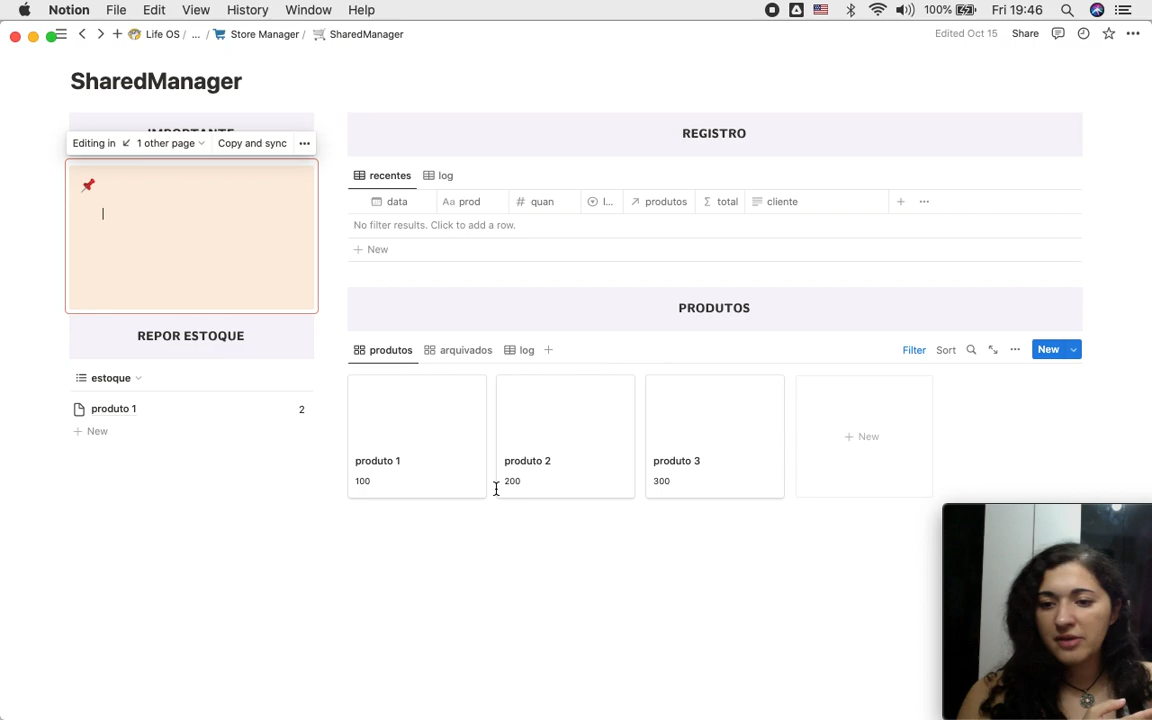 Notion File Edit View History Window Help 100% Fri 19:46
Life OS / ... / Store Manager / SharedManager Edited Oct 15 Share
SharedManager
IMPORTANTE
Editing in 1 other page Copy and sync
REPOR ESTOQUE
estoque
produto 1 2
New
REGISTRO
recentes log
data Aa prod # quan l... produtos Σ total cliente
No filter results. Click to add a row.
New
PRODUTOS
produtos arquivados log Filter Sort New
produto 1
100
produto 2
200
produto 3
300
New